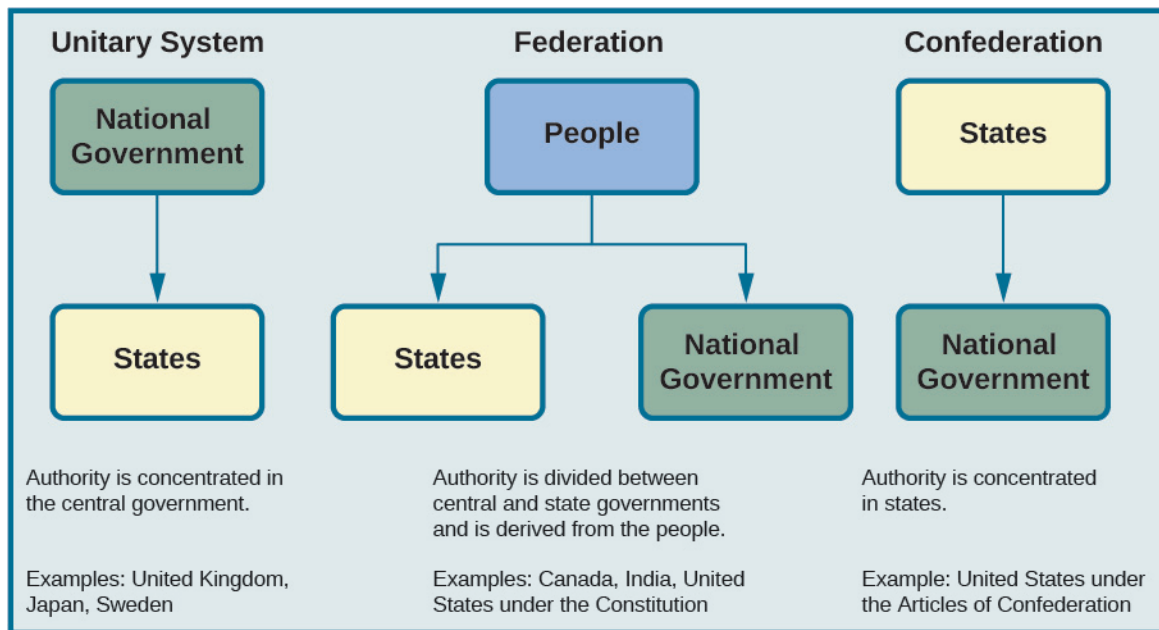 Unitary System
National
Government
States
Authority is concentrated in
the central government.
Examples: United Kingdom,
Japan, Sweden
Federation
People
States
National
Government
Authority is divided between
central and state governments
and is derived from the people.
Examples: Canada, India, United
States under the Constitution
Confederation
States
National
Government
Authority is concentrated
in states.
Example: United States under
the Articles of Confederation